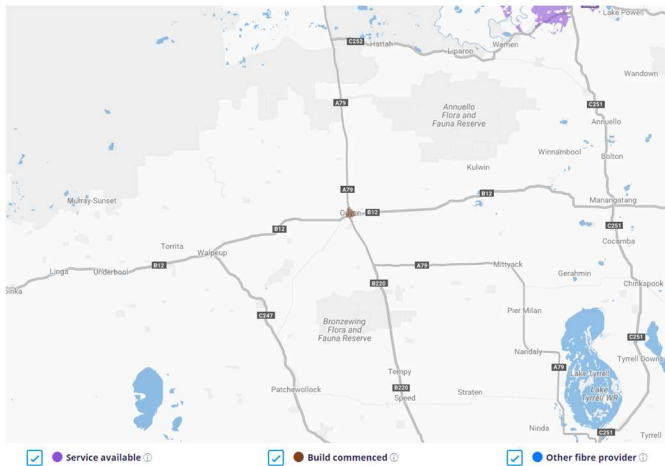 Lake Powell
C252
Hattah
Wemen
Liparoo
Wandown
A79
C251
Annuello
Flora and
Fauna Reserve
Annuello
Winnambool
Bolton
Kulwin
A79
B12
Murray-Sunset
Manangatang
B12
B12
C251
Cocamba
Torrita
Walpeup
B12
A79
Mittyack
Linga
Underbool
Gerahmin
B220
Chinkapook
C247
Pier Milan
Bronzewing
Flora and
Fauna Reserve
C251
Nandaly
Tyrrell Downs
Tempy
A79
Lake Tyrrell
Patchewollock
B220
Straten
Lake
Tyrrell WR
Speed
Ninda
C251
Tyrrell
Service available
Build commenced
Other fibre provider